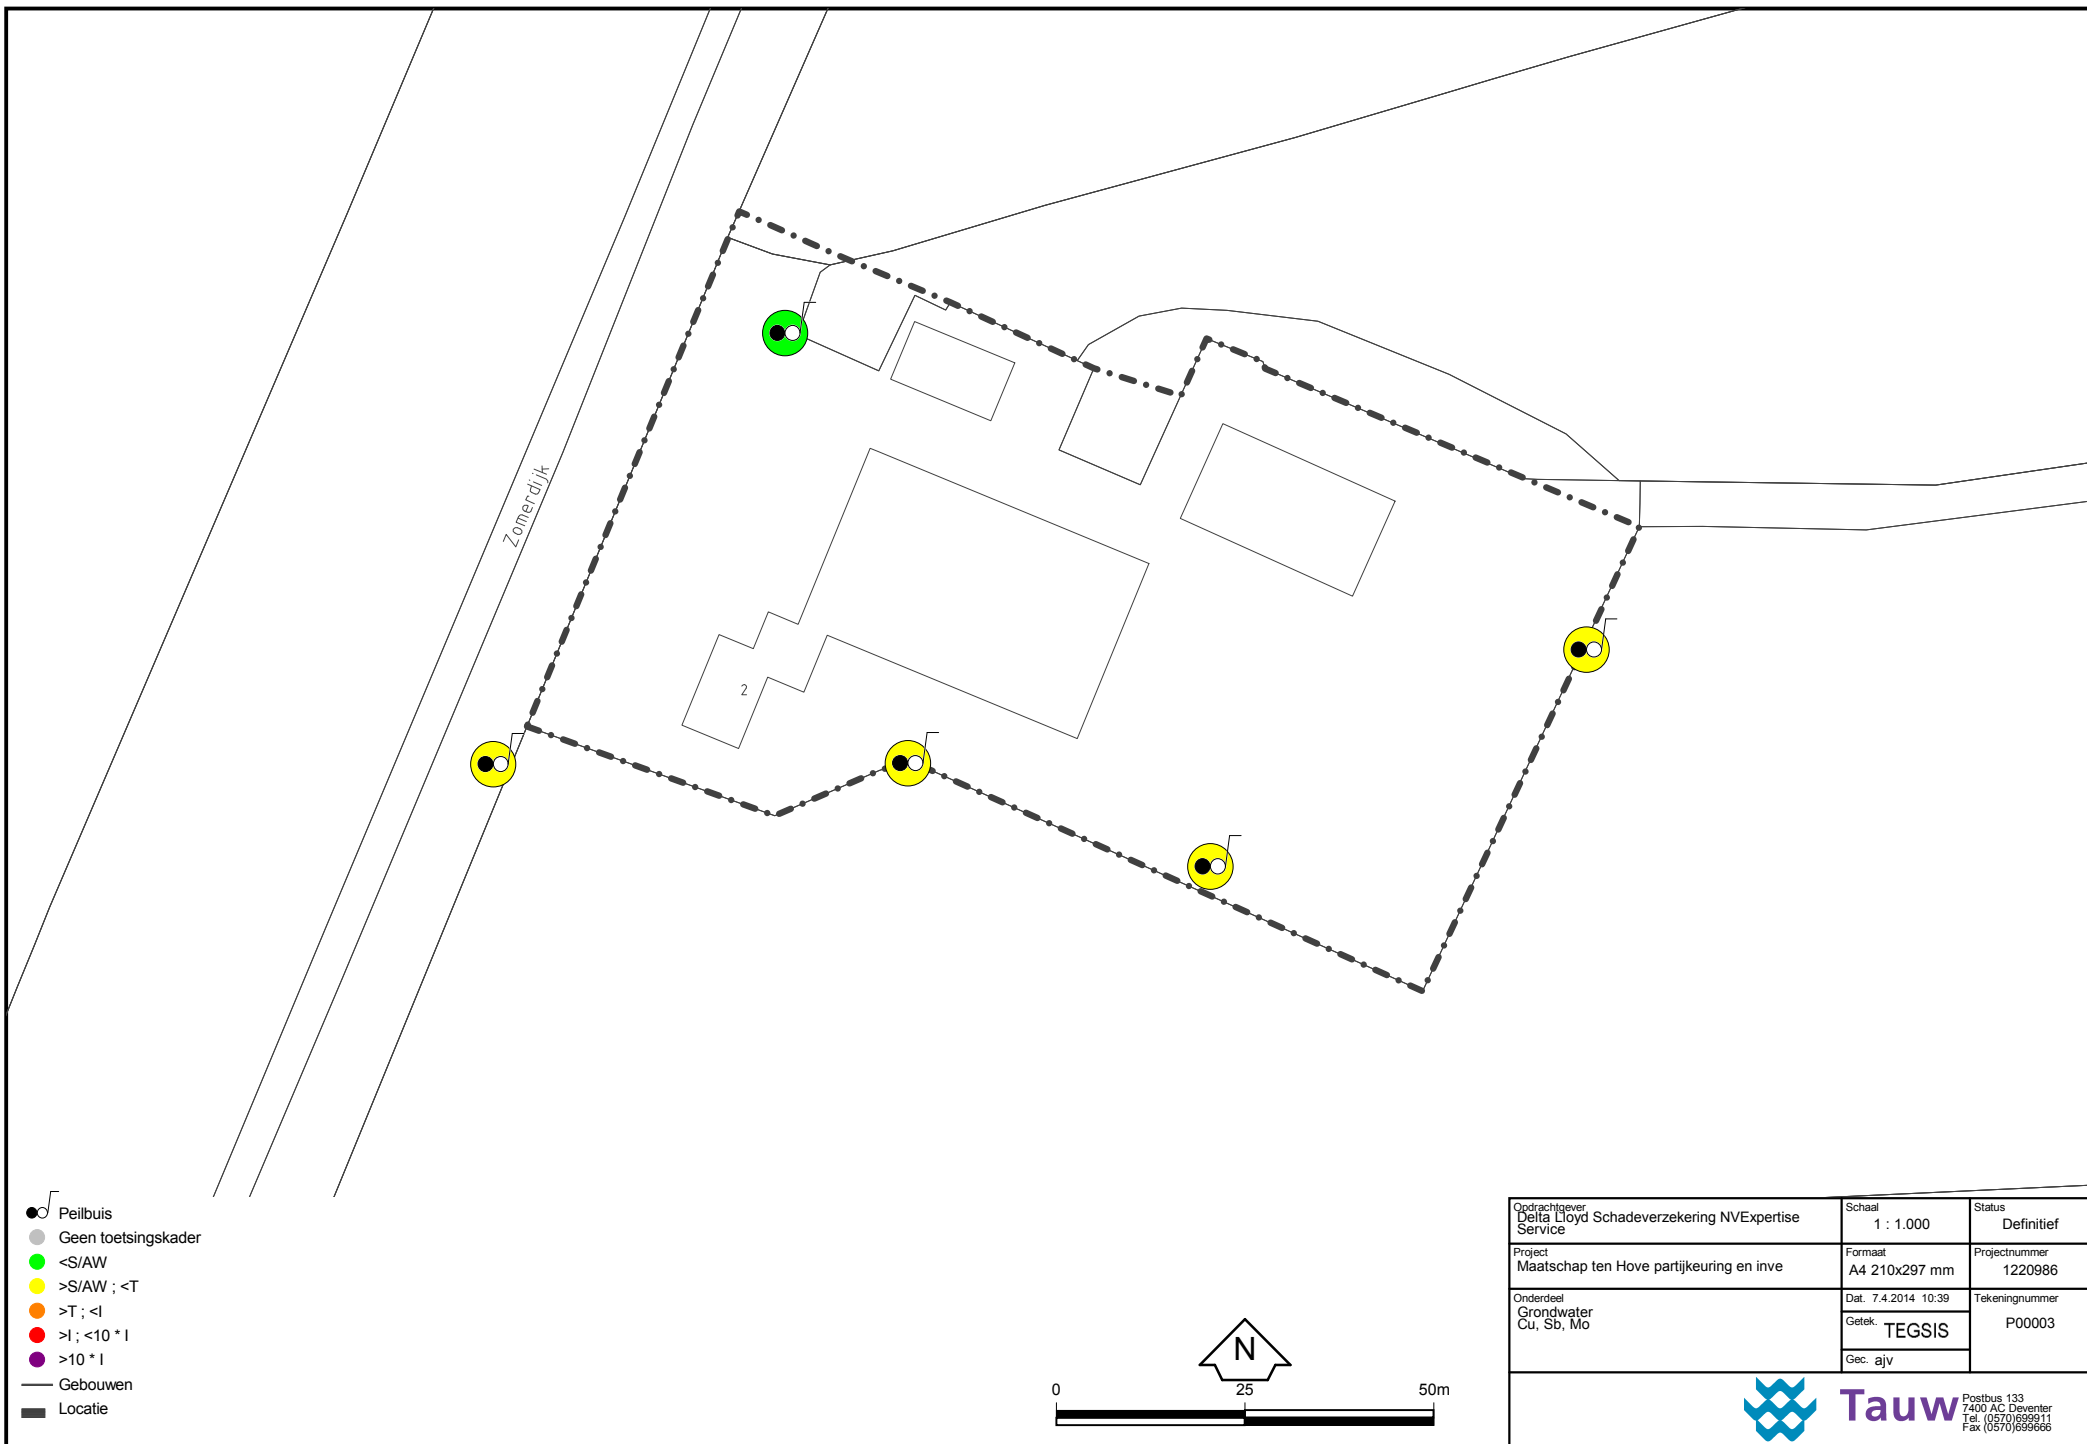 Zomerdijk
2
Peilbuis
Geen toetsingskader
<S/AW
>S/AW ; <T
>T ; <I
>I ; <10 * I
>10 * I
Gebouwen
Locatie
N
0 25 50m
Opdrachtgever
Delta Lloyd Schadeverzekering NVExpertise
Service
Schaal
1 : 1.000
Status
Definitief
Project
Maatschap ten Hove partijkeuring en inve
Formaat
A4 210x297 mm
Projectnummer
1220986
Onderdeel
Grondwater
Cu, Sb, Mo
Dat. 7.4.2014 10:39
Getek. TEGSIS
Gec. ajv
Tekeningnummer
P00003
Tauw
Postbus 133
7400 AC Deventer
Tel. (0570)699911
Fax (0570)699666